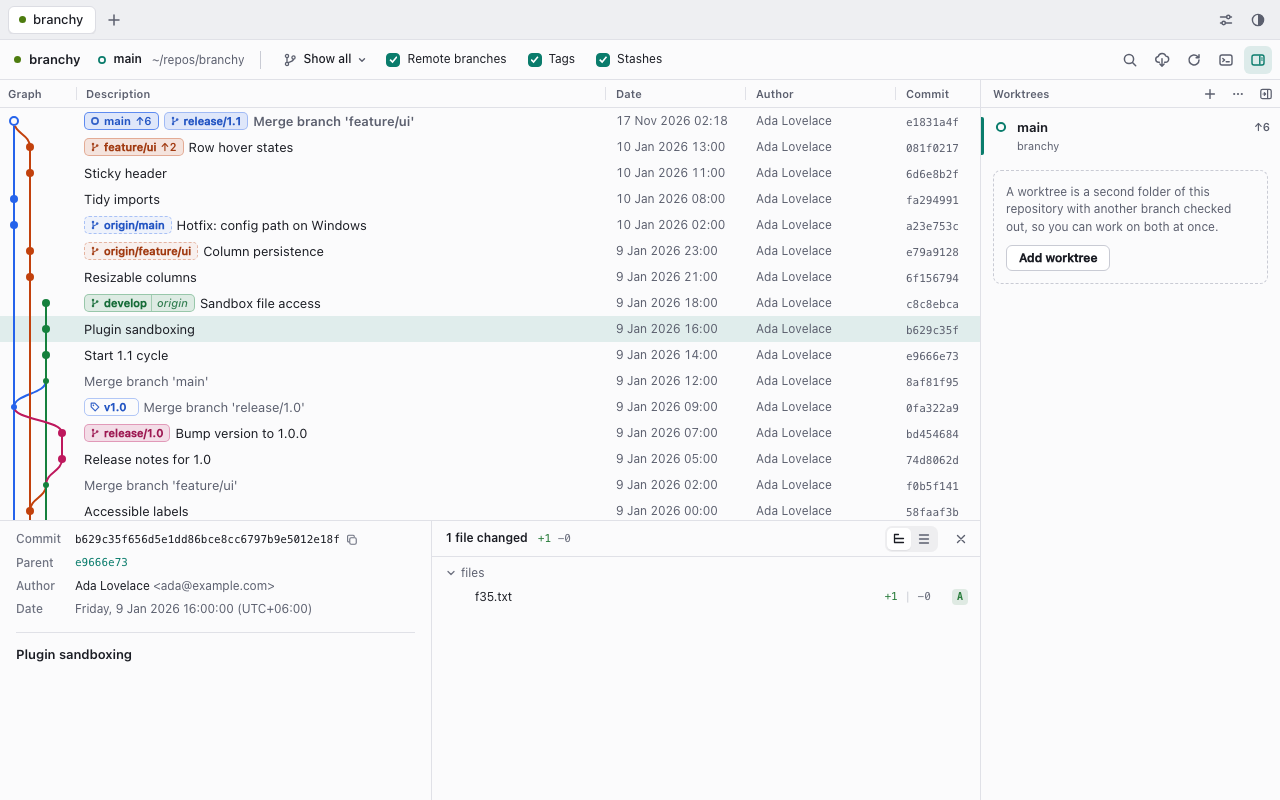 branchy
branchy main ~/repos/branchy Show all Remote branches Tags Stashes
Graph Description Date Author Commit Worktrees
main ↑6 release/1.1 Merge branch 'feature/ui' 17 Nov 2026 02:18 Ada Lovelace e1831a4f
feature/ui ↑2 Row hover states 10 Jan 2026 13:00 Ada Lovelace 081f0217
Sticky header 10 Jan 2026 11:00 Ada Lovelace 6d6e8b2f
Tidy imports 10 Jan 2026 08:00 Ada Lovelace fa294991
origin/main Hotfix: config path on Windows 10 Jan 2026 02:00 Ada Lovelace a23e753c
origin/feature/ui Column persistence 9 Jan 2026 23:00 Ada Lovelace e79a9128
Resizable columns 9 Jan 2026 21:00 Ada Lovelace 6f156794
develop origin Sandbox file access 9 Jan 2026 18:00 Ada Lovelace c8c8ebca
Plugin sandboxing 9 Jan 2026 16:00 Ada Lovelace b629c35f
Start 1.1 cycle 9 Jan 2026 14:00 Ada Lovelace e9666e73
Merge branch 'main' 9 Jan 2026 12:00 Ada Lovelace 8af81f95
v1.0 Merge branch 'release/1.0' 9 Jan 2026 09:00 Ada Lovelace 0fa322a9
release/1.0 Bump version to 1.0.0 9 Jan 2026 07:00 Ada Lovelace bd454684
Release notes for 1.0 9 Jan 2026 05:00 Ada Lovelace 74d8062d
Merge branch 'feature/ui' 9 Jan 2026 02:00 Ada Lovelace f0b5f141
Accessible labels 9 Jan 2026 00:00 Ada Lovelace 58faaf3b
main ↑6
branchy
A worktree is a second folder of this
repository with another branch checked
out, so you can work on both at once.
Add worktree
Commit b629c35f656d5e1dd86bce8cc6797b9e5012e18f
Parent e9666e73
Author Ada Lovelace <ada@example.com>
Date Friday, 9 Jan 2026 16:00:00 (UTC+06:00)
Plugin sandboxing
1 file changed +1 −0
files
f35.txt +1 | −0 A